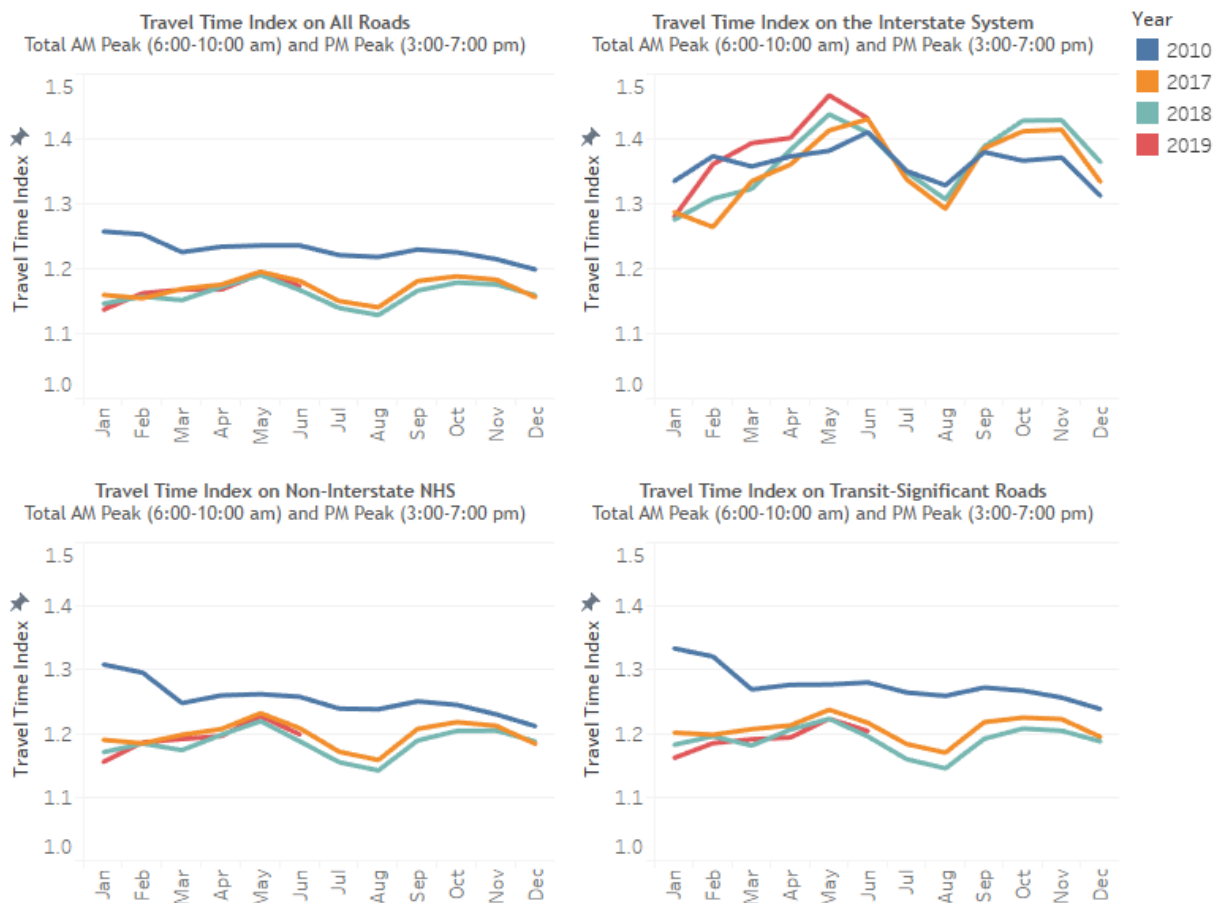 Travel Time Index on All Roads
Total AM Peak (6:00-10:00 am) and PM Peak (3:00-7:00 pm)
Travel Time Index
1.5
1.4
1.3
1.2
1.1
1.0
Jan
Feb
Mar
Apr
May
Jun
Jul
Aug
Sep
Oct
Nov
Dec
Travel Time Index on the Interstate System
Total AM Peak (6:00-10:00 am) and PM Peak (3:00-7:00 pm)
Travel Time Index
1.5
1.4
1.3
1.2
1.1
1.0
Jan
Feb
Mar
Apr
May
Jun
Jul
Aug
Sep
Oct
Nov
Dec
Year
2010
2017
2018
2019
Travel Time Index on Non-Interstate NHS
Total AM Peak (6:00-10:00 am) and PM Peak (3:00-7:00 pm)
Travel Time Index
1.5
1.4
1.3
1.2
1.1
1.0
Jan
Feb
Mar
Apr
May
Jun
Jul
Aug
Sep
Oct
Nov
Dec
Travel Time Index on Transit-Significant Roads
Total AM Peak (6:00-10:00 am) and PM Peak (3:00-7:00 pm)
Travel Time Index
1.5
1.4
1.3
1.2
1.1
1.0
Jan
Feb
Mar
Apr
May
Jun
Jul
Aug
Sep
Oct
Nov
Dec